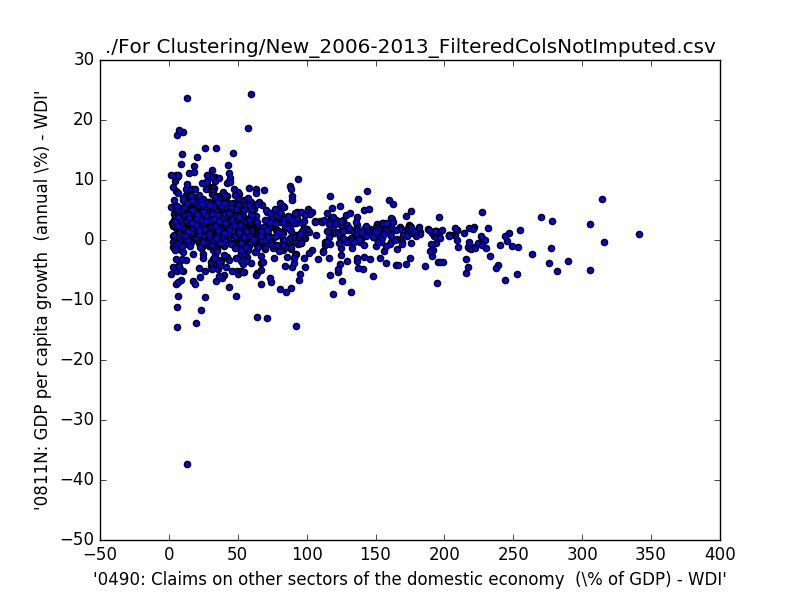 ./For Clustering/New_2006-2013_FilteredColsNotImputed.csv
30
20
10
0
−10
−20
−30
−40
−50
'0811N: GDP per capita growth  (annual \%) - WDI'
−50 0 50 100 150 200 250 300 350 400
'0490: Claims on other sectors of the domestic economy  (\% of GDP) - WDI'